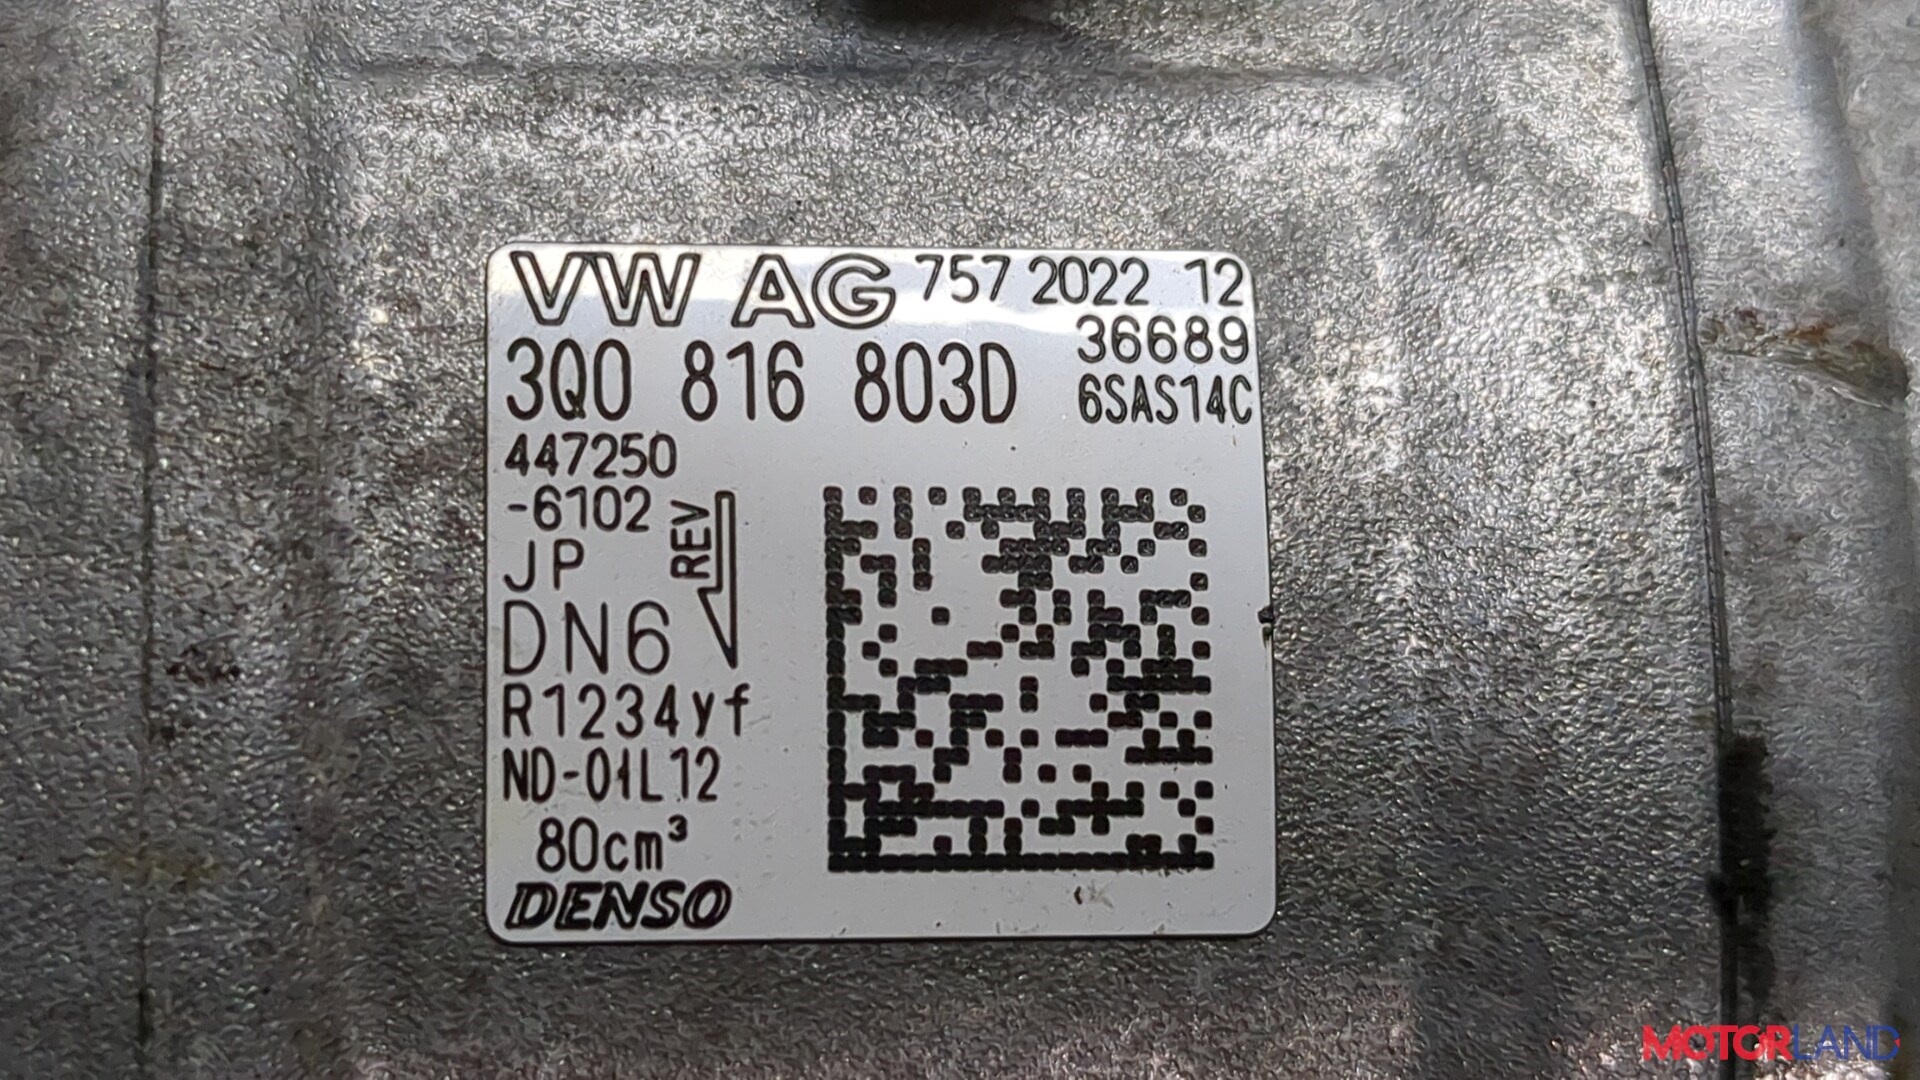 VW AG 757 2022 12
36689
3Q0 816 803D 6SAS14C
447250
-6102
REV
JP
DN6
R1234yf
ND-01L12
80cm³
DENSO
MOTORLAND